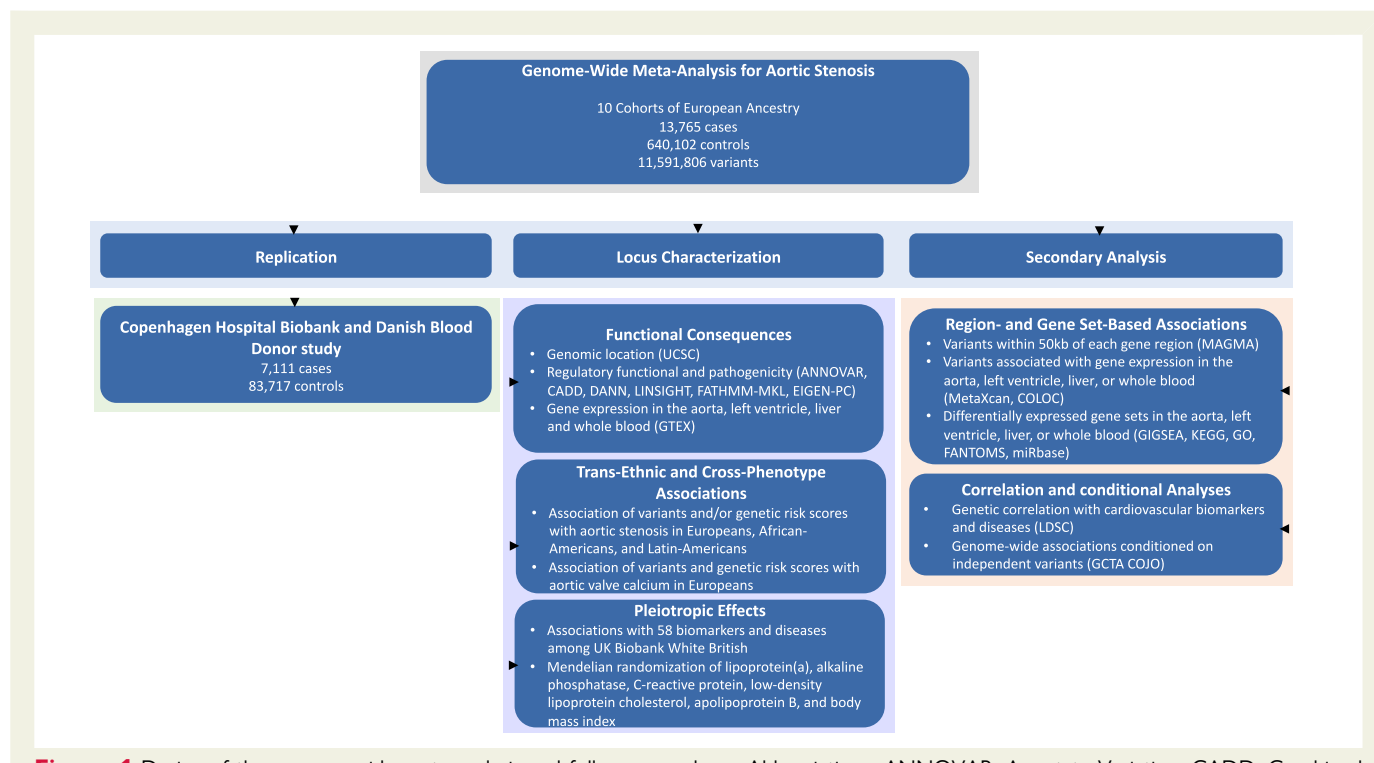 Genome-Wide Meta-Analysis for Aortic Stenosis
10 Cohorts of European Ancestry
13,765 cases
640,102 controls
11,591,806 variants
Replication
Locus Characterization
Secondary Analysis
Copenhagen Hospital Biobank and Danish Blood
Donor study
7,111 cases
83,717 controls
Functional Consequences
• Genomic location (UCSC)
• Regulatory functional and pathogenicity (ANNOVAR,
CADD, DANN, LINSIGHT, FATHMM-MKL, EIGEN-PC)
• Gene expression in the aorta, left ventricle, liver
and whole blood (GTEX)
Trans-Ethnic and Cross-Phenotype
Associations
• Association of variants and/or genetic risk scores
with aortic stenosis in Europeans, African-
Americans, and Latin-Americans
• Association of variants and genetic risk scores with
aortic valve calcium in Europeans
Pleiotropic Effects
• Associations with 58 biomarkers and diseases
among UK Biobank White British
• Mendelian randomization of lipoprotein(a), alkaline
phosphatase, C-reactive protein, low-density
lipoprotein cholesterol, apolipoprotein B, and body
mass index
Region- and Gene Set-Based Associations
• Variants within 50kb of each gene region (MAGMA)
• Variants associated with gene expression in the
aorta, left ventricle, liver, or whole blood
(MetaXcan, COLOC)
• Differentially expressed gene sets in the aorta, left
ventricle, liver, or whole blood (GIGSEA, KEGG, GO,
FANTOMS, miRbase)
Correlation and conditional Analyses
• Genetic correlation with cardiovascular biomarkers
and diseases (LDSC)
• Genome-wide associations conditioned on
independent variants (GCTA COJO)